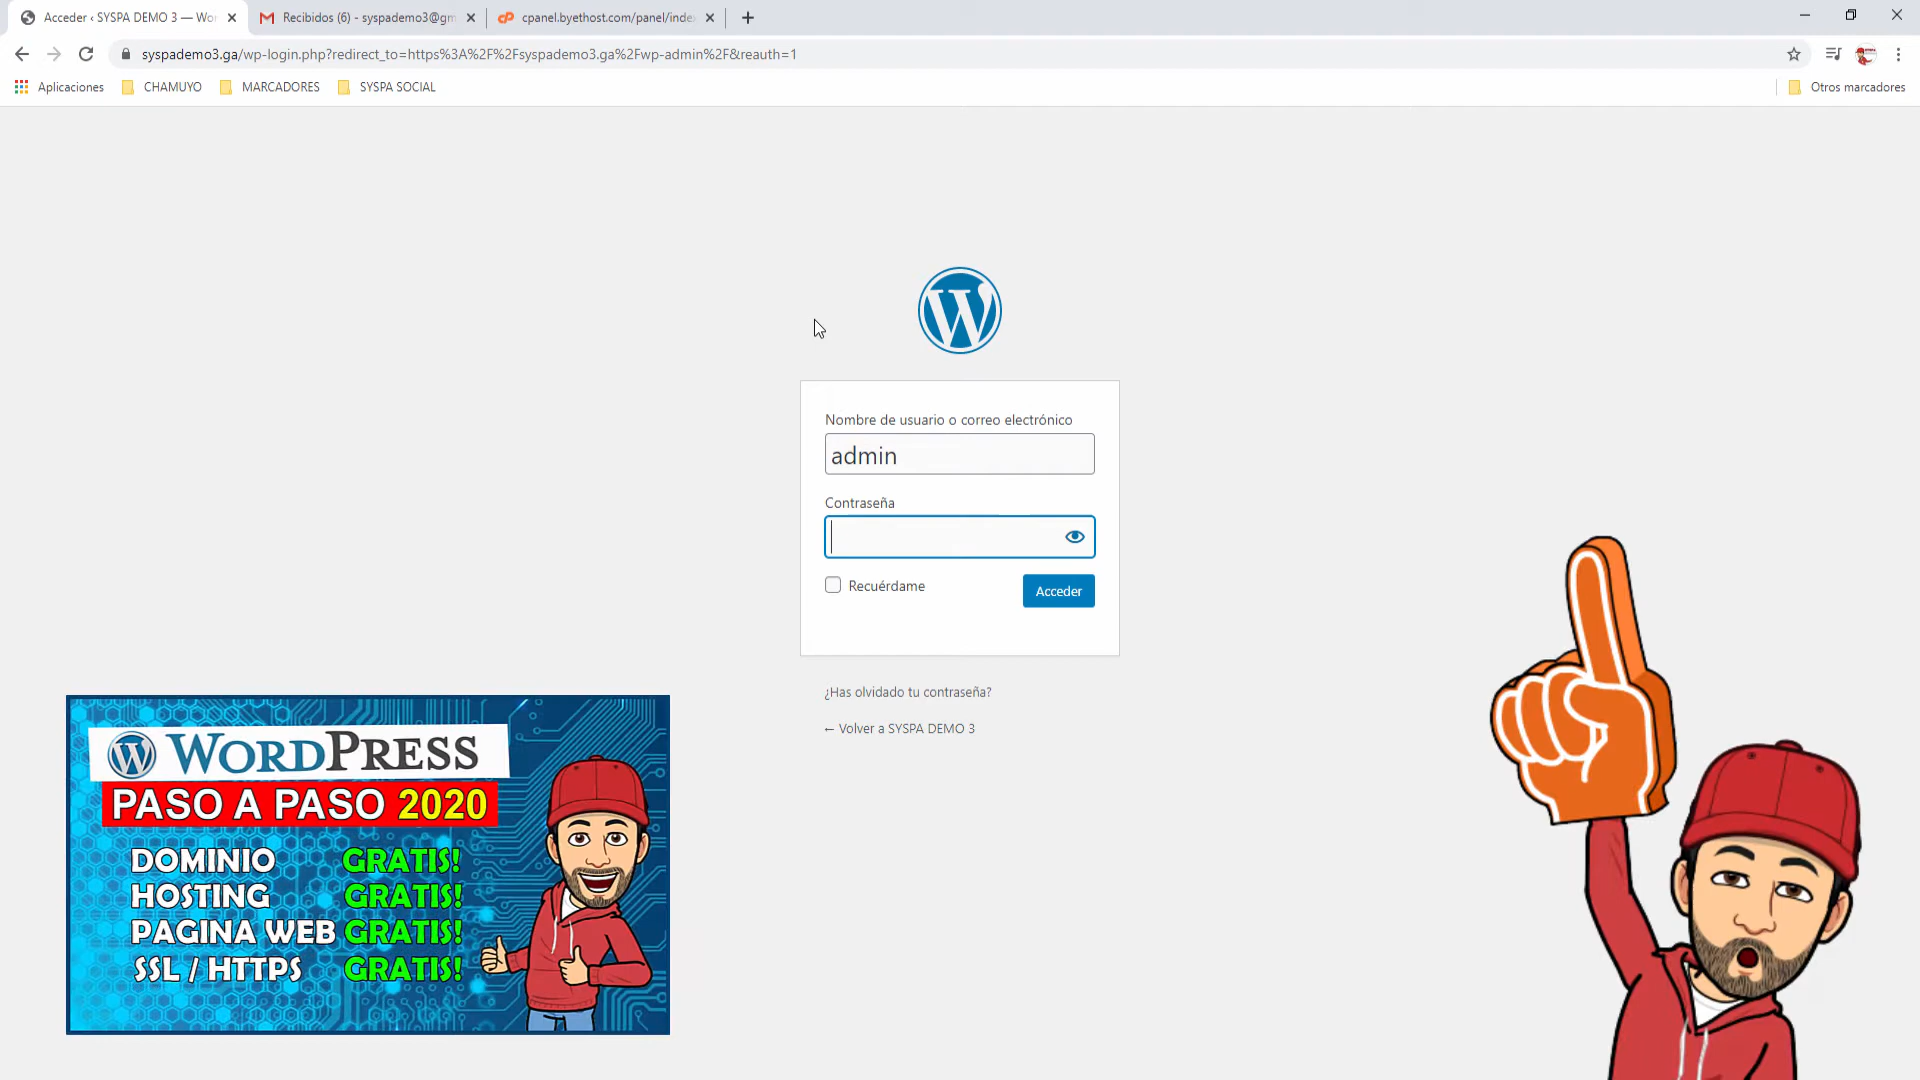 Acceder ‹ SYSPA DEMO 3 — Wor
Recibidos (6) - syspademo3@gm
cpanel.byethost.com/panel/inde
syspademo3.ga/wp-login.php?redirect_to=https%3A%2F%2Fsyspademo3.ga%2Fwp-admin%2F&reauth=1
Aplicaciones
CHAMUYO
MARCADORES
SYSPA SOCIAL
Otros marcadores
Nombre de usuario o correo electrónico
admin
Contraseña
Recuérdame
Acceder
¿Has olvidado tu contraseña?
← Volver a SYSPA DEMO 3
WORDPRESS
PASO A PASO 2020
DOMINIO GRATIS!
HOSTING GRATIS!
PAGINA WEB GRATIS!
SSL / HTTPS GRATIS!